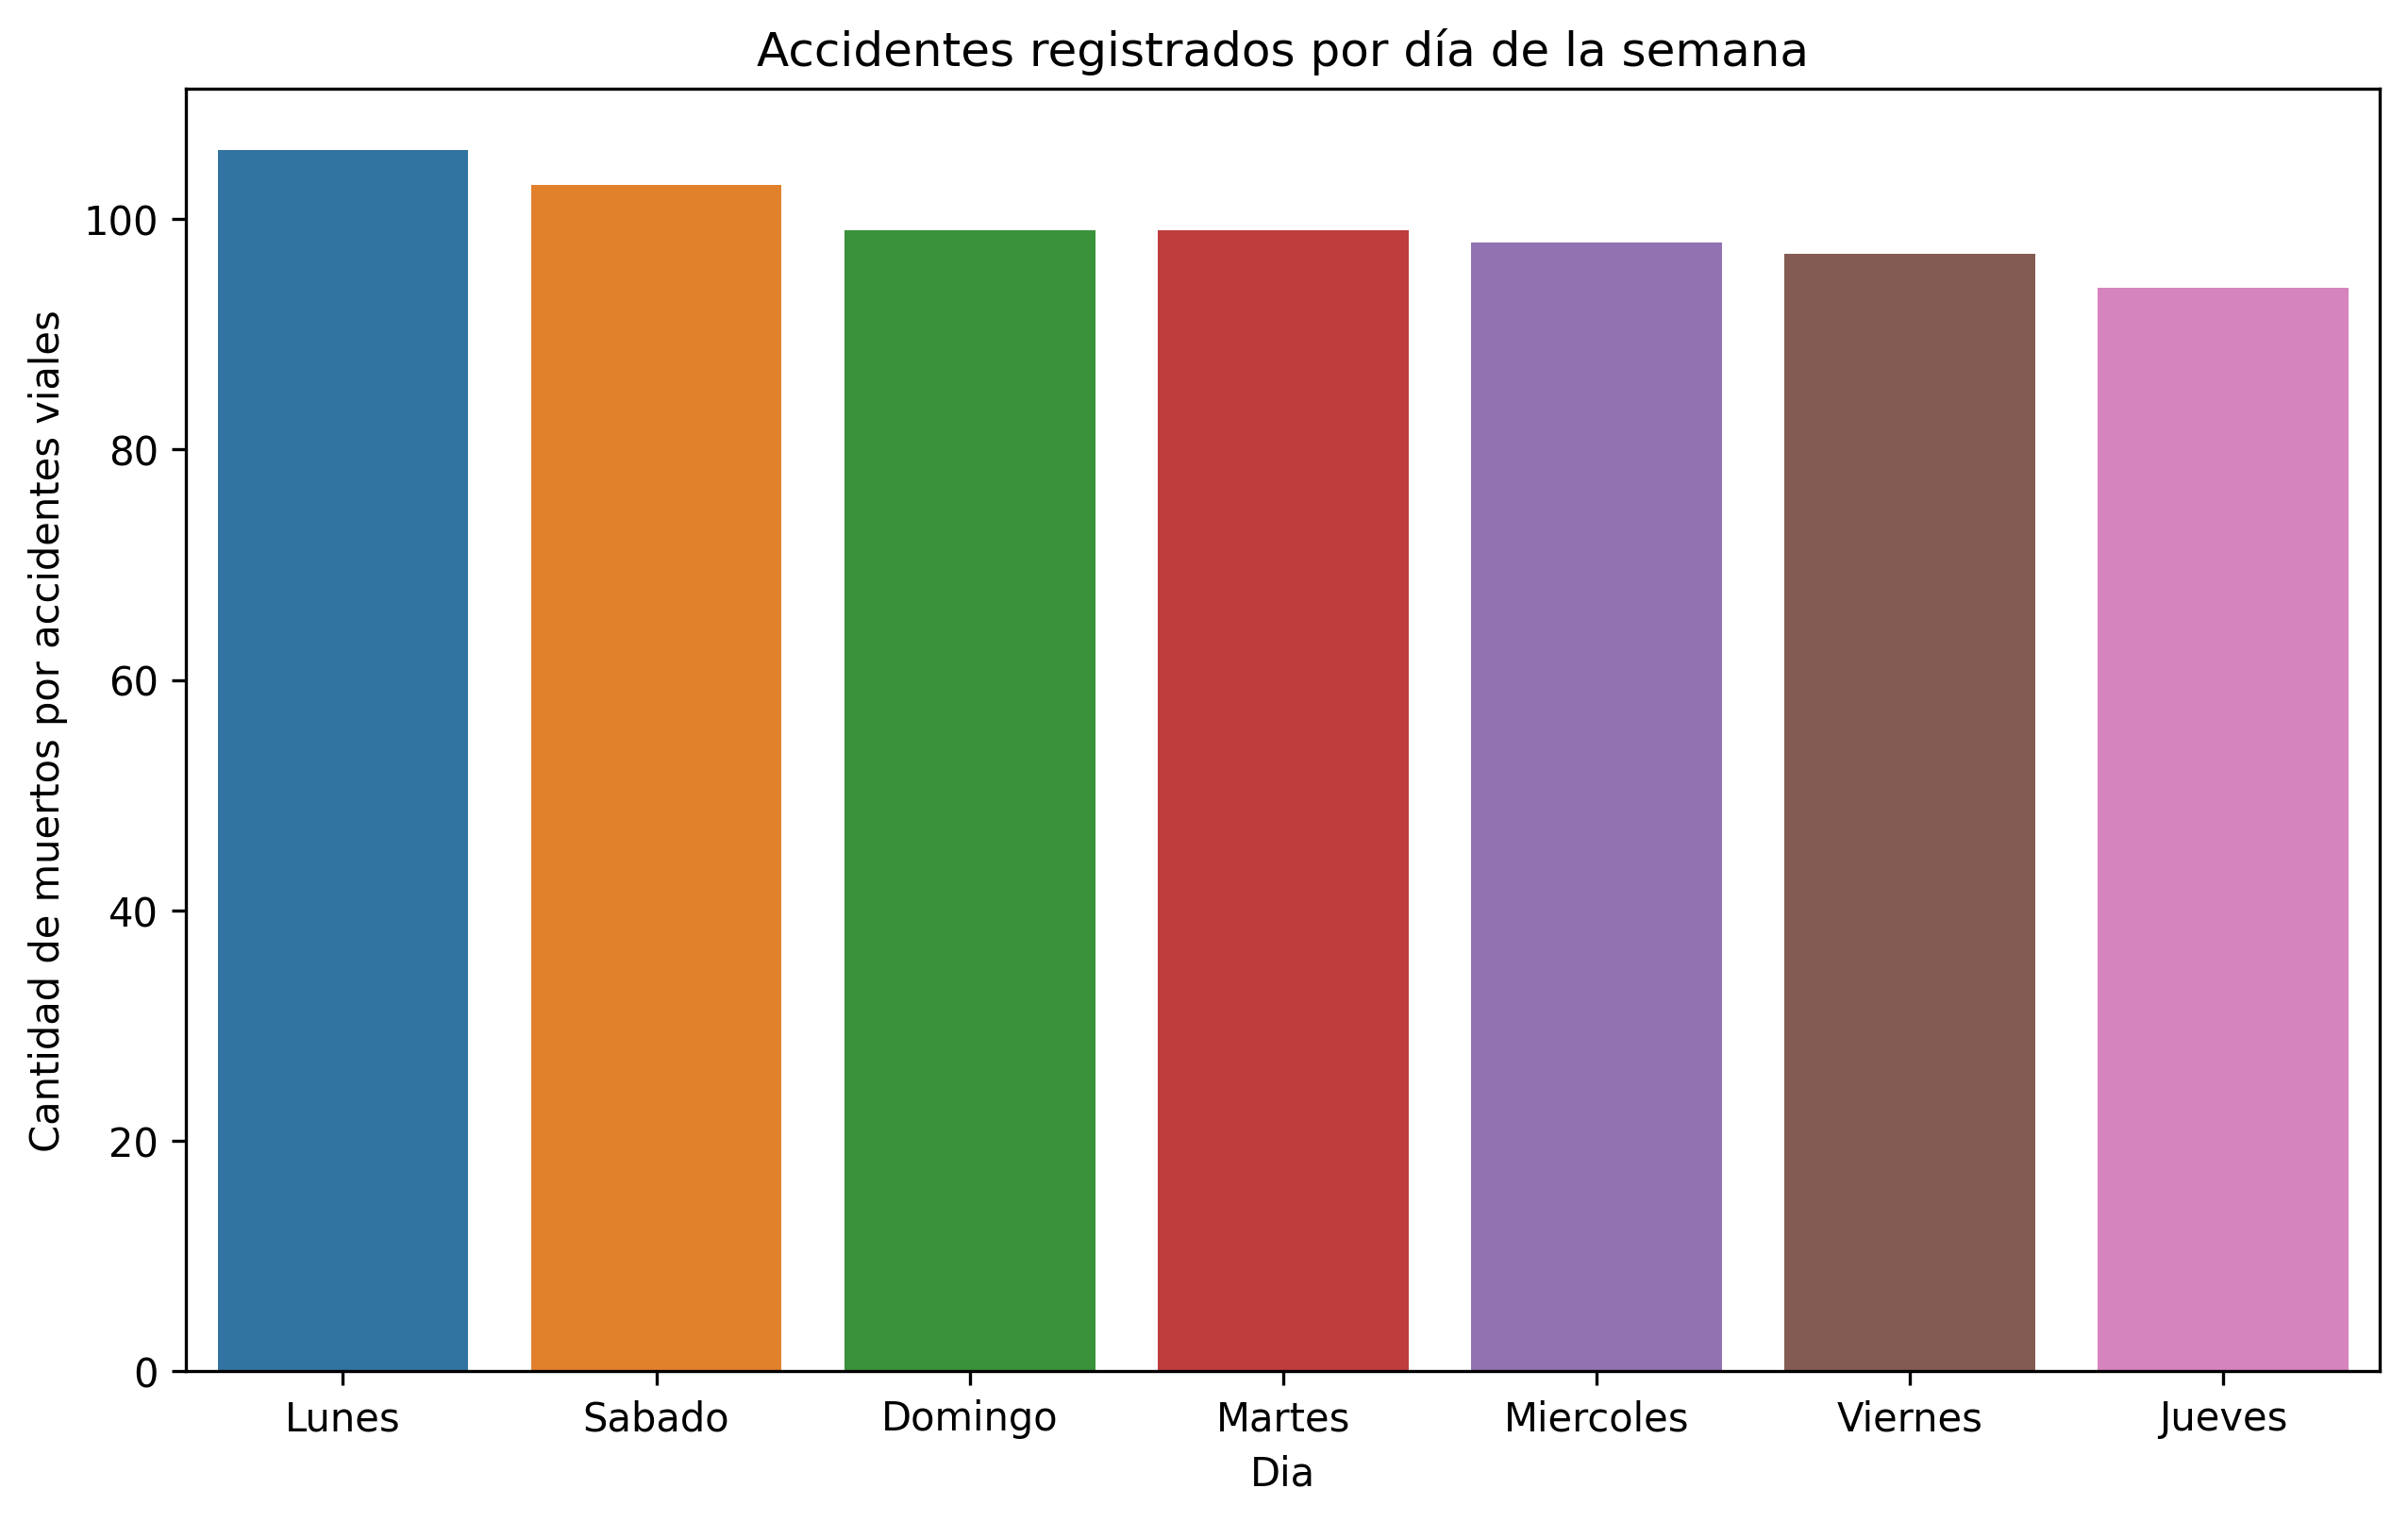 Accidentes registrados por día de la semana
Cantidad de muertos por accidentes viales
100
80
60
40
20
0
Lunes Sabado Domingo Martes Miercoles Viernes Jueves
Dia